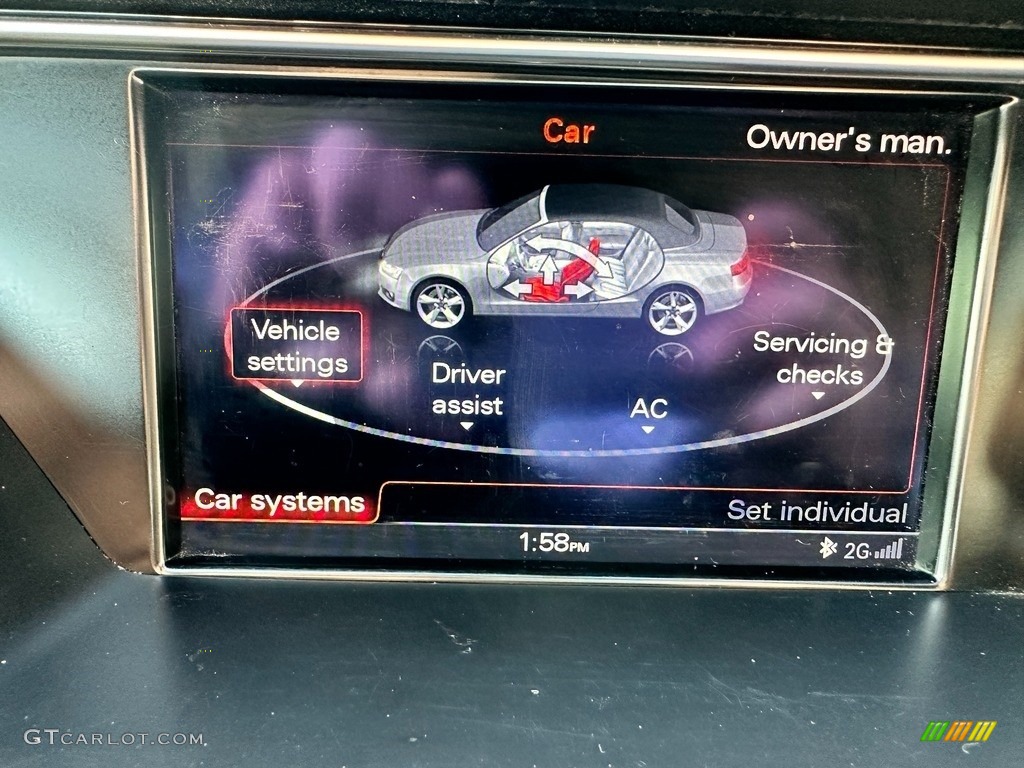 Car
Owner's man.
Vehicle
settings
Driver
assist
AC
Servicing &
checks
Car systems
Set individual
1:58PM
2G
GTCARLOT.COM